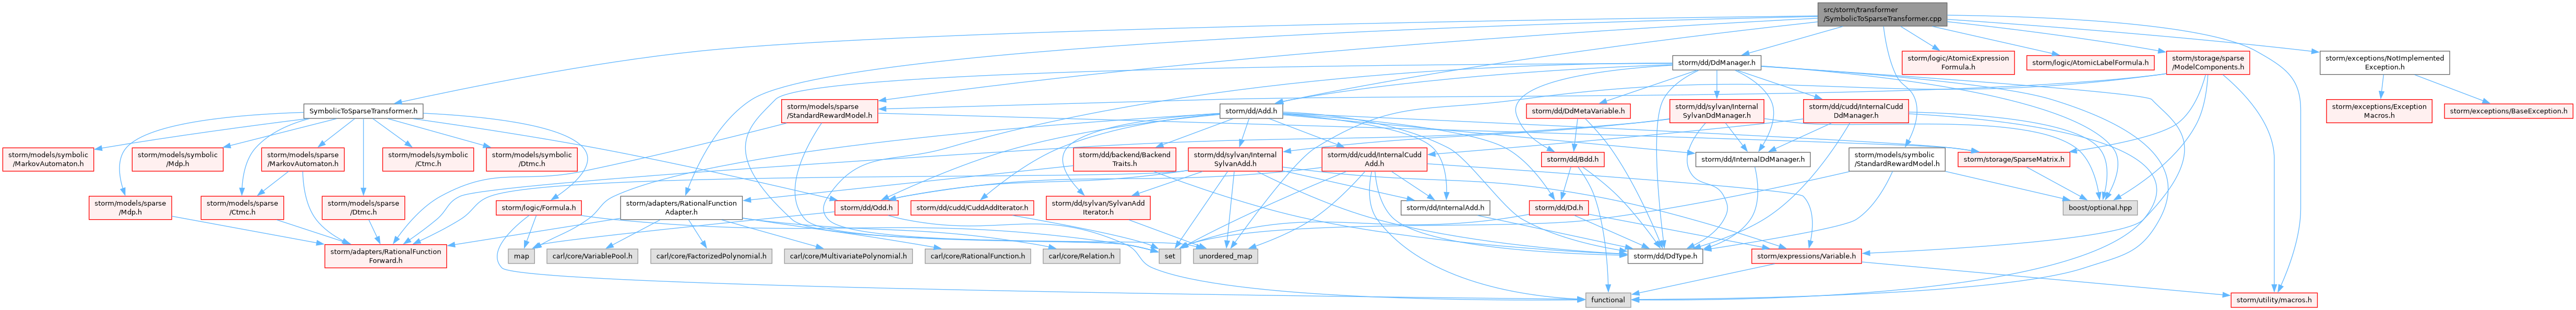 src/storm/transformer
/SymbolicToSparseTransformer.cpp
storm/dd/DdManager.h
storm/logic/AtomicExpression
Formula.h
storm/logic/AtomicLabelFormula.h
storm/storage/sparse
/ModelComponents.h
storm/exceptions/NotImplemented
Exception.h
SymbolicToSparseTransformer.h
storm/models/sparse
/StandardRewardModel.h
storm/dd/Add.h
storm/dd/DdMetaVariable.h
storm/dd/sylvan/Internal
SylvanDdManager.h
storm/dd/cudd/InternalCudd
DdManager.h
storm/exceptions/Exception
Macros.h
storm/exceptions/BaseException.h
storm/models/symbolic
/MarkovAutomaton.h
storm/models/symbolic
/Mdp.h
storm/models/sparse
/MarkovAutomaton.h
storm/models/symbolic
/Ctmc.h
storm/models/symbolic
/Dtmc.h
storm/dd/backend/Backend
Traits.h
storm/dd/sylvan/Internal
SylvanAdd.h
storm/dd/cudd/InternalCudd
Add.h
storm/dd/Bdd.h
storm/dd/InternalDdManager.h
storm/models/symbolic
/StandardRewardModel.h
storm/storage/SparseMatrix.h
storm/models/sparse
/Mdp.h
storm/models/sparse
/Ctmc.h
storm/models/sparse
/Dtmc.h
storm/logic/Formula.h
storm/adapters/RationalFunction
Adapter.h
storm/dd/Odd.h
storm/dd/cudd/CuddAddIterator.h
storm/dd/sylvan/SylvanAdd
Iterator.h
storm/dd/InternalAdd.h
storm/dd/Dd.h
boost/optional.hpp
storm/adapters/RationalFunction
Forward.h
map
carl/core/VariablePool.h
carl/core/FactorizedPolynomial.h
carl/core/MultivariatePolynomial.h
carl/core/RationalFunction.h
carl/core/Relation.h
set
unordered_map
storm/dd/DdType.h
storm/expressions/Variable.h
functional
storm/utility/macros.h